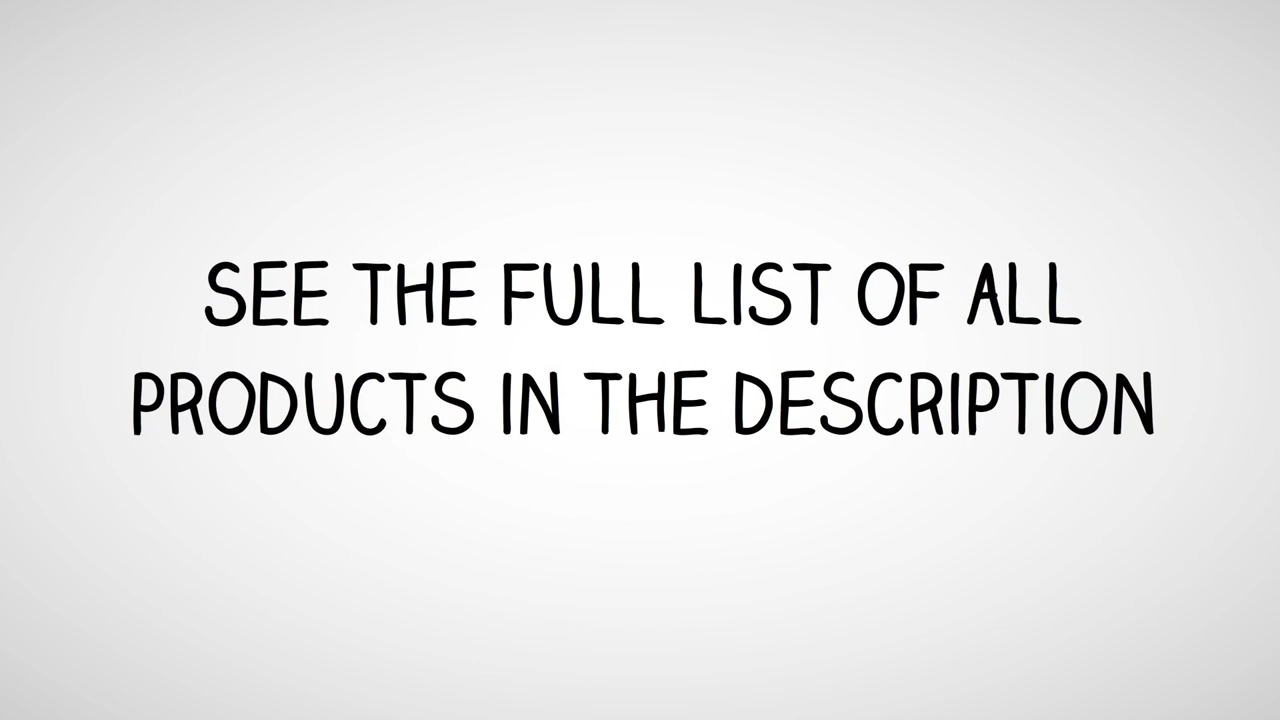 SEE THE FULL LIST OF ALL
PRODUCTS IN THE DESCRIPTION